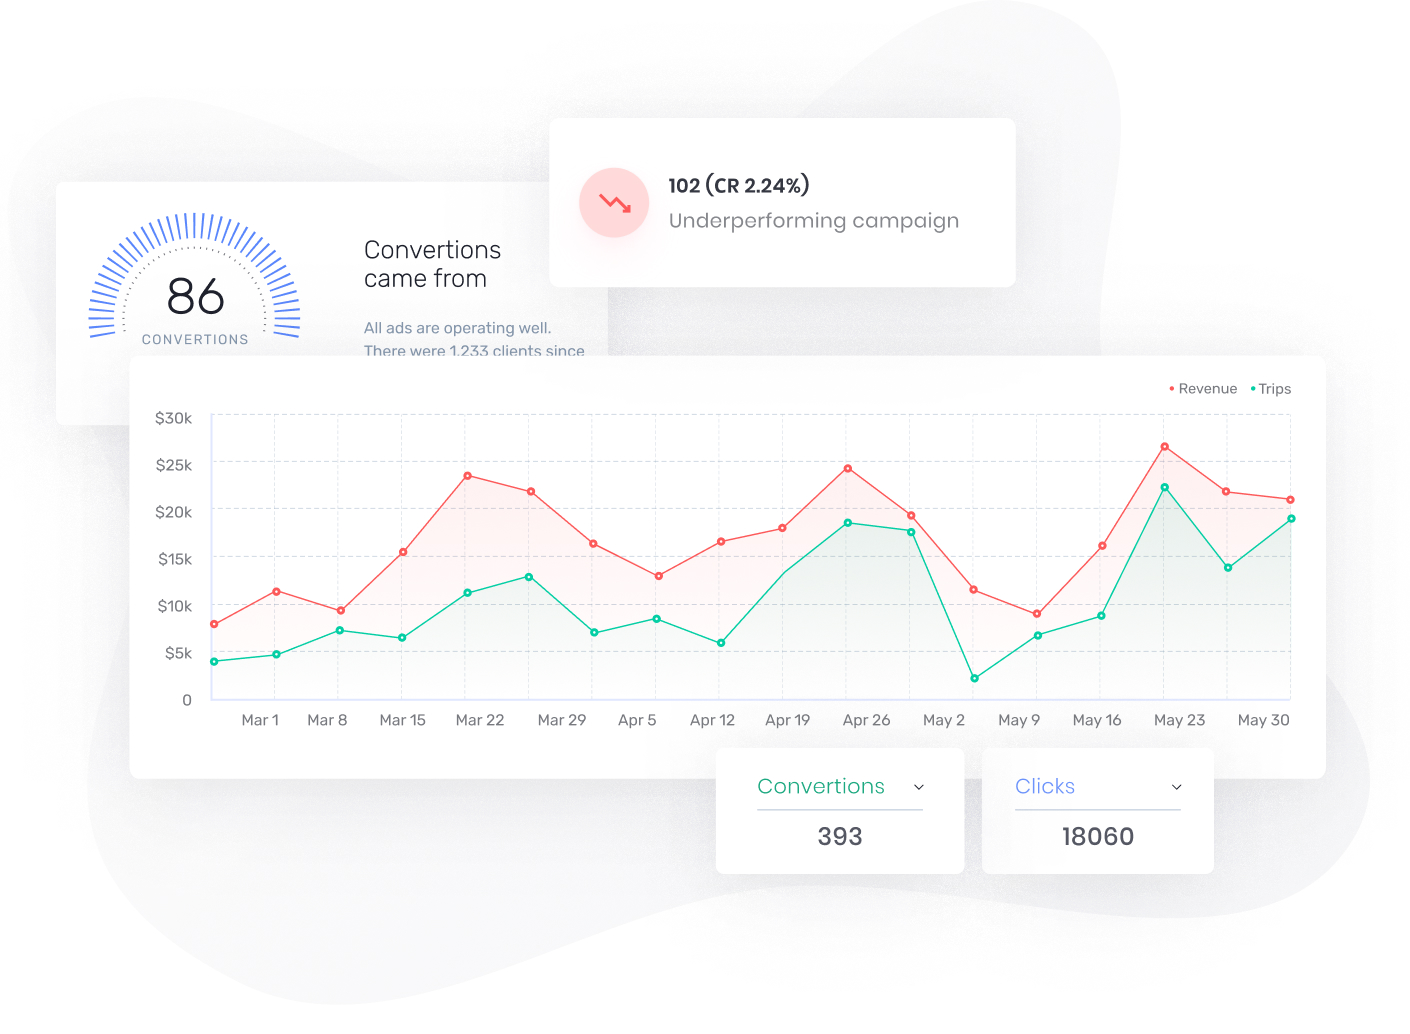 102 (CR 2.24%)
Underperforming campaign
86
CONVERTIONS
Convertions
came from
All ads are operating well.
There were 1,233 clients since
Revenue
Trips
$30k
$25k
$20k
$15k
$10k
$5k
0
Mar 1 Mar 8 Mar 15 Mar 22 Mar 29 Apr 5 Apr 12 Apr 19 Apr 26 May 2 May 9 May 16 May 23 May 30
Convertions
393
Clicks
18060